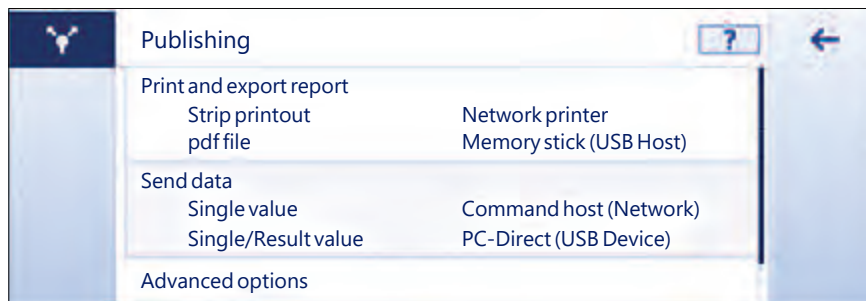 Publishing ?
Print and export report
Strip printout Network printer
pdf file Memory stick (USB Host)
Send data
Single value Command host (Network)
Single/Result value PC-Direct (USB Device)
Advanced options